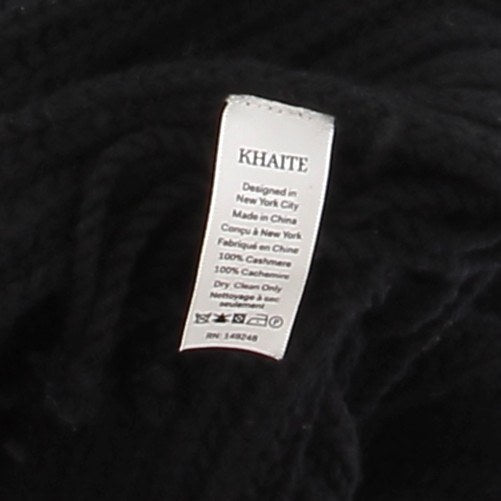 KHAITE
Designed in
New York City
Made in China
Conçu à New York
Fabriqué en Chine
100% Cashmere
100% Cachemire
Dry Clean Only
Nettoyage à sec
seulement
RN: 148248